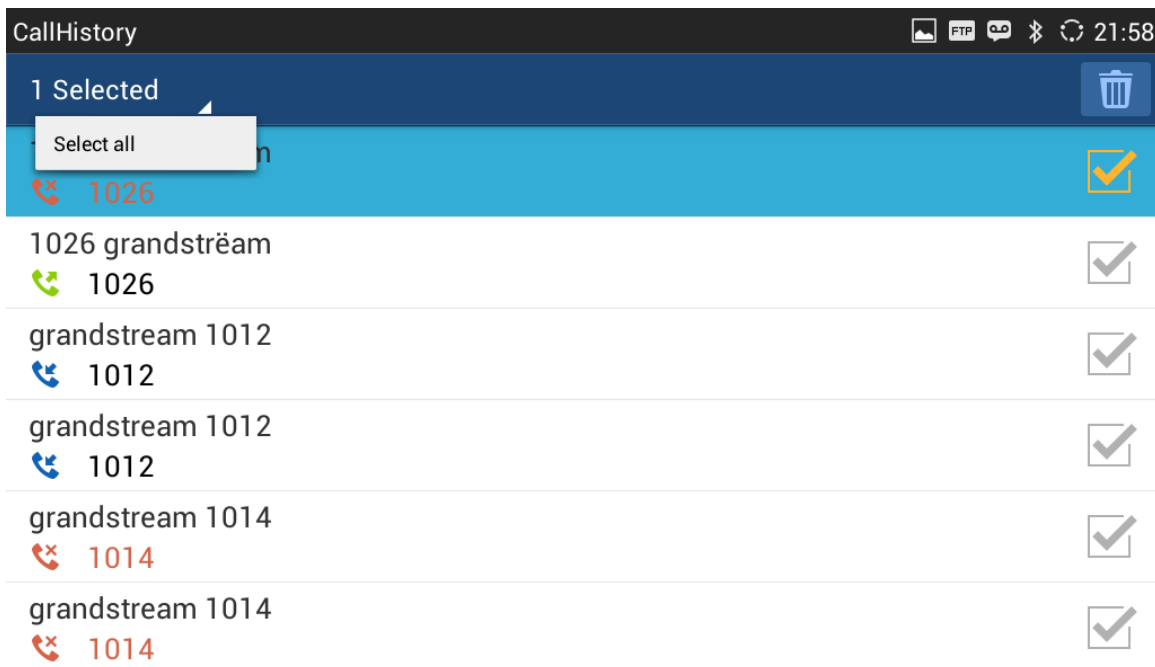 CallHistory
FTP
21:58
1 Selected
Select all
1026
1026 grandstrëam
1026
grandstream 1012
1012
grandstream 1012
1012
grandstream 1014
1014
grandstream 1014
1014